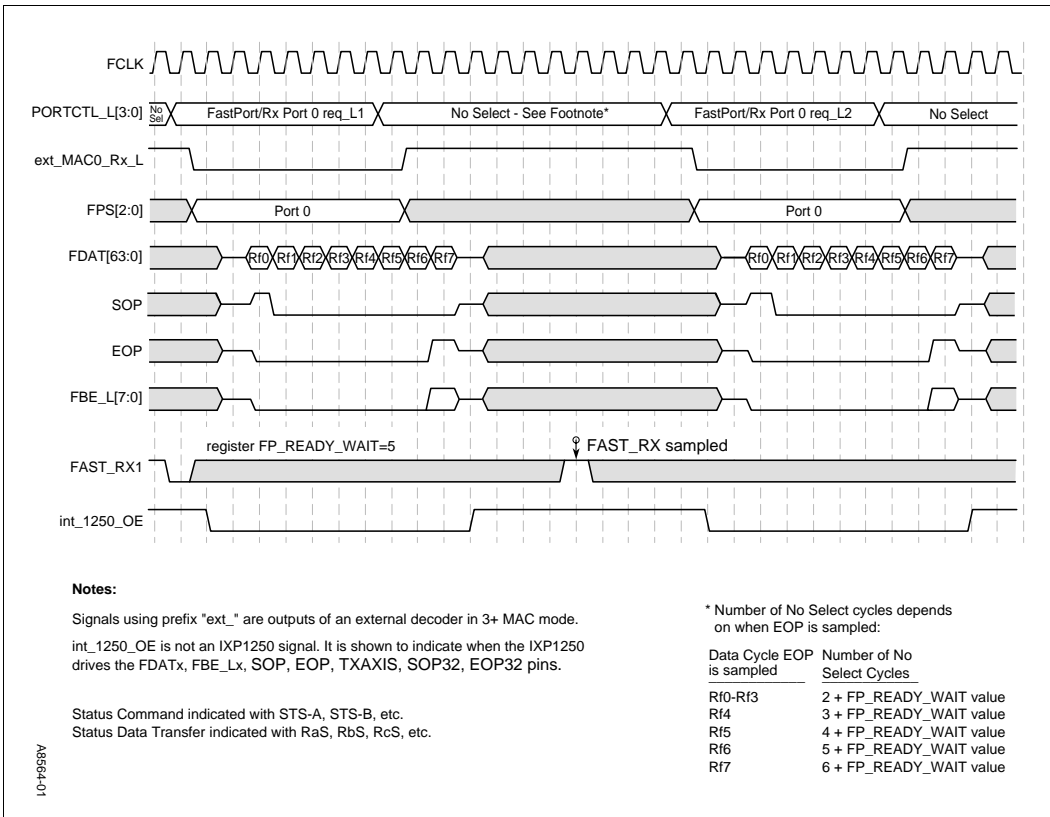 FCLK
PORTCTL_L[3:0] No Sel FastPort/Rx Port 0 req_L1 No Select - See Footnote* FastPort/Rx Port 0 req_L2 No Select
ext_MAC0_Rx_L
FPS[2:0] Port 0 Port 0
FDAT[63:0] Rf0 Rf1 Rf2 Rf3 Rf4 Rf5 Rf6 Rf7 Rf0 Rf1 Rf2 Rf3 Rf4 Rf5 Rf6 Rf7
SOP
EOP
FBE_L[7:0]
register FP_READY_WAIT=5 FAST_RX sampled
FAST_RX1
int_1250_OE
Notes:
Signals using prefix "ext_" are outputs of an external decoder in 3+ MAC mode.
int_1250_OE is not an IXP1250 signal. It is shown to indicate when the IXP1250
drives the FDATx, FBE_Lx, SOP, EOP, TXAXIS, SOP32, EOP32 pins.
Status Command indicated with STS-A, STS-B, etc.
Status Data Transfer indicated with RaS, RbS, RcS, etc.
* Number of No Select cycles depends
on when EOP is sampled:
Data Cycle EOP Number of No
is sampled Select Cycles
Rf0-Rf3 2 + FP_READY_WAIT value
Rf4 3 + FP_READY_WAIT value
Rf5 4 + FP_READY_WAIT value
Rf6 5 + FP_READY_WAIT value
Rf7 6 + FP_READY_WAIT value
A8564-01